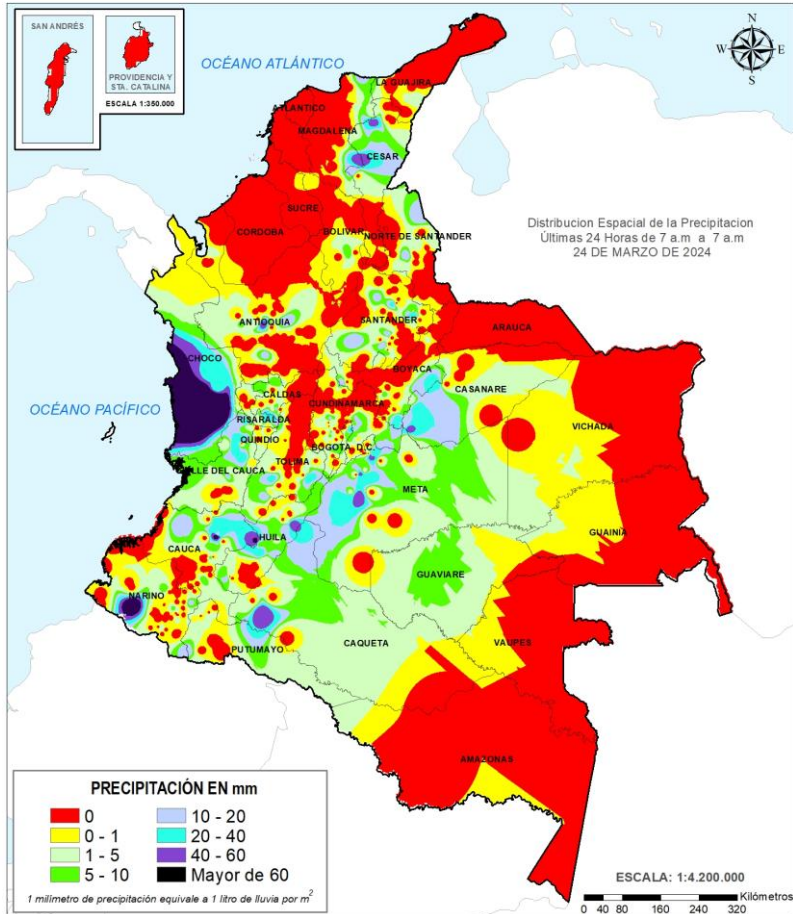 SAN ANDRÉS
PROVIDENCIA Y
STA. CATALINA
ESCALA 1:350.000
OCÉANO ATLÁNTICO
N
W E
S
LA GUAJIRA
ATLANTICO
MAGDALENA
CESAR
SUCRE
CORDOBA
BOLIVAR
NORTE DE SANTANDER
Distribucion Espacial de la Precipitacion
Últimas 24 Horas de 7 a.m a 7 a.m
24 DE MARZO DE 2024
ANTIOQUIA
SANTANDER
ARAUCA
CHOCO
BOYACA
CASANARE
OCÉANO PACÍFICO
CALDAS
CUNDINAMARCA
RISARALDA
VICHADA
QUINDIO
BOGOTA, D.C.
TOLIMA
VALLE DEL CAUCA
META
GUAINIA
CAUCA
HUILA
GUAVIARE
NARINO
PUTUMAYO
CAQUETA
VAUPES
AMAZONAS
PRECIPITACIÓN EN mm
0
0 - 1
1 - 5
5 - 10
10 - 20
20 - 40
40 - 60
Mayor de 60
1 milímetro de precipitación equivale a 1 litro de lluvia por m²
ESCALA: 1:4.200.000
Kilómetros
0 40 80 160 240 320